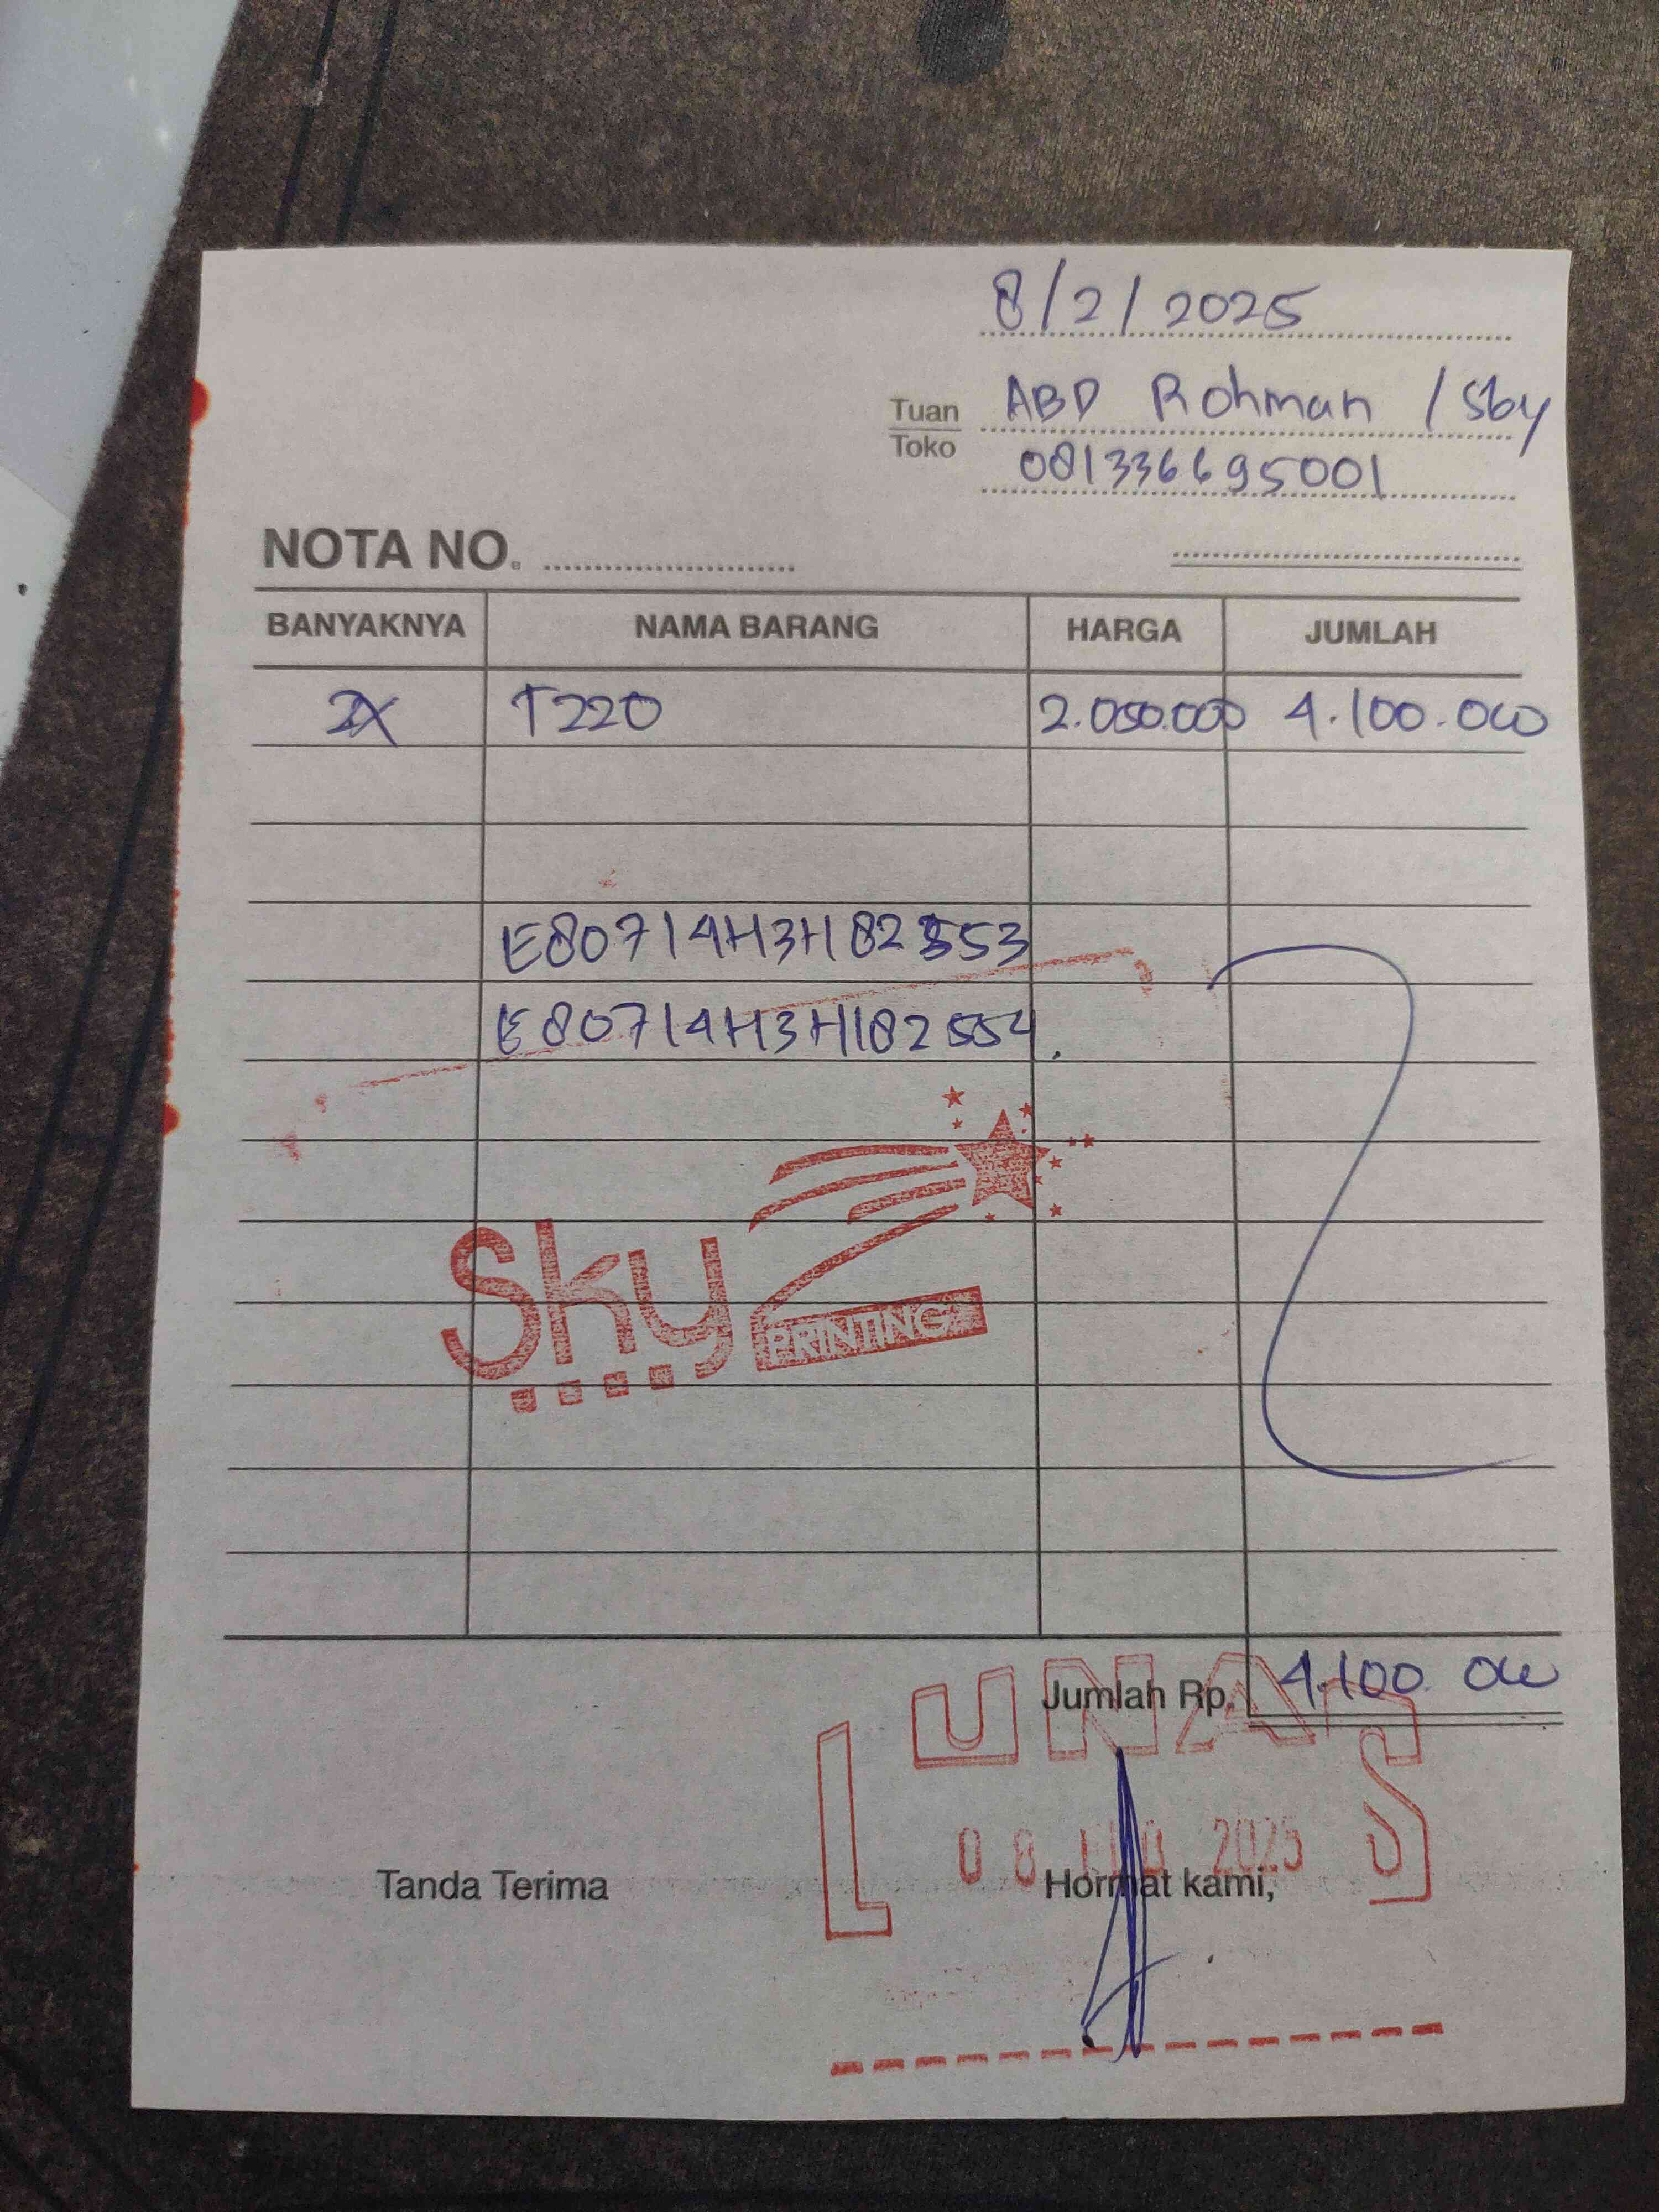 8/2/2025
Tuan ABD Rohman / Sby
Toko 081336695001
NOTA NO.
BANYAKNYA NAMA BARANG HARGA JUMLAH
2X T220 2.050.000 4.100.000
E80714H3H182553
E80714H3H182554
Sky
PRINTING
Jumlah Rp. 4.100.000
LUNAS
08 FEB 2025
Tanda Terima Hormat kami,